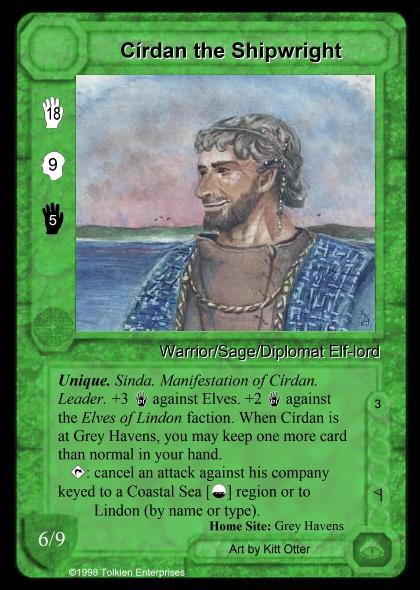 Círdan the Shipwright
18
9
5
Warrior/Sage/Diplomat Elf-lord
Unique. Sinda. Manifestation of Círdan.
Leader. +3 against Elves. +2 against
the Elves of Lindon faction. When Círdan is
at Grey Havens, you may keep one more card
than normal in your hand.
: cancel an attack against his company
keyed to a Coastal Sea [ ] region or to
Lindon (by name or type).
3
Home Site: Grey Havens
6/9
Art by Kitt Otter
©1998 Tolkien Enterprises